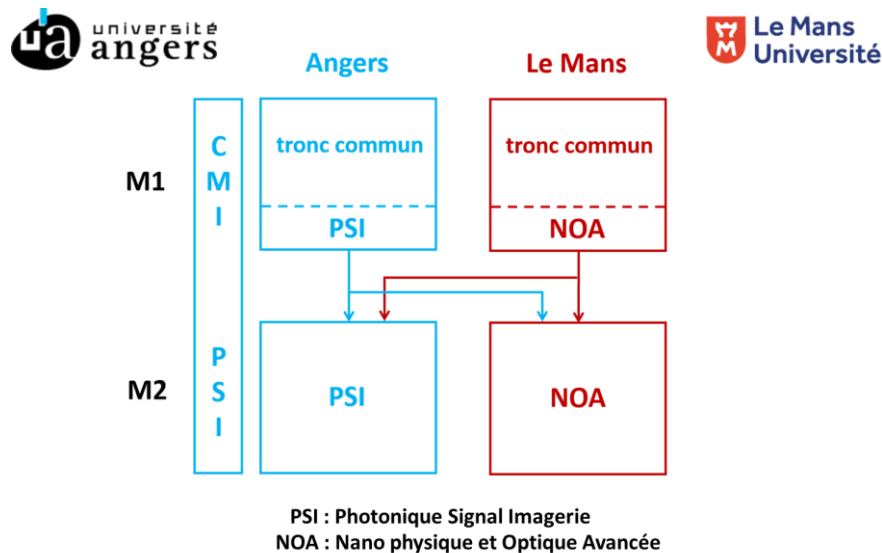 ua université
angers
Le Mans
Université
Angers
Le Mans
M1
C
M
I
tronc commun
tronc commun
PSI
NOA
M2
P
S
I
PSI
NOA
PSI : Photonique Signal Imagerie
NOA : Nano physique et Optique Avancée